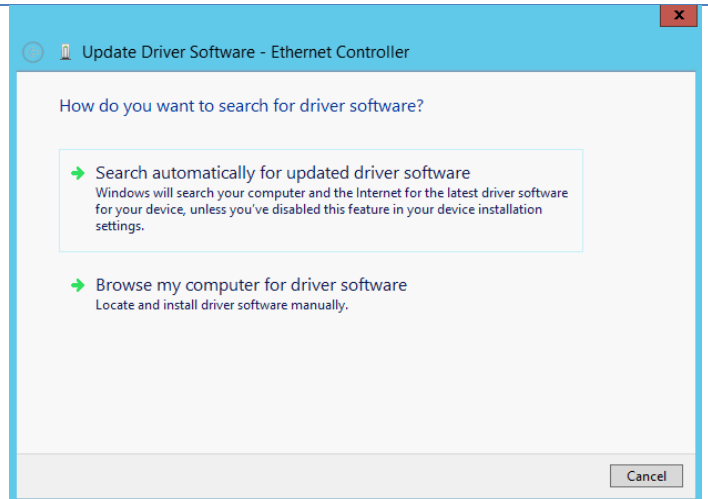 x
Update Driver Software - Ethernet Controller
How do you want to search for driver software?
Search automatically for updated driver software
Windows will search your computer and the Internet for the latest driver software
for your device, unless you've disabled this feature in your device installation
settings.
Browse my computer for driver software
Locate and install driver software manually.
Cancel